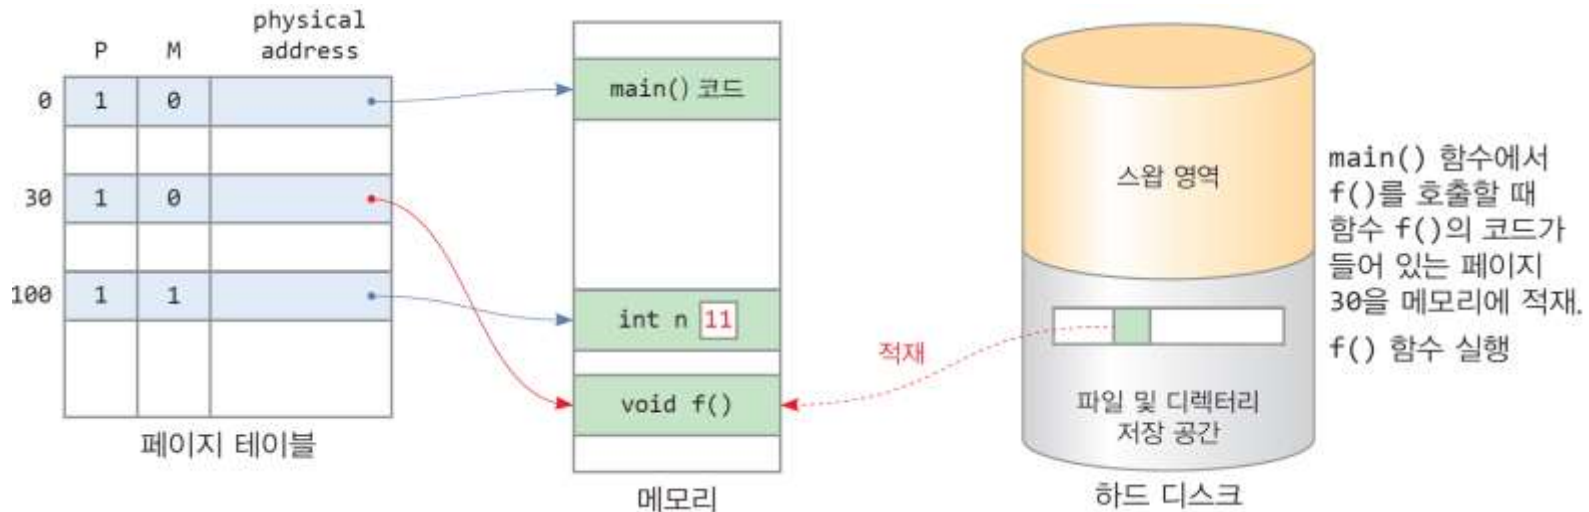 physical
P M address
0 1 0
30 1 0
100 1 1
페이지 테이블
main() 코드
int n 11
void f()
메모리
적재
스왑 영역
파일 및 디렉터리
저장 공간
하드 디스크
main() 함수에서
f()를 호출할 때
함수 f()의 코드가
들어 있는 페이지
30을 메모리에 적재.
f() 함수 실행